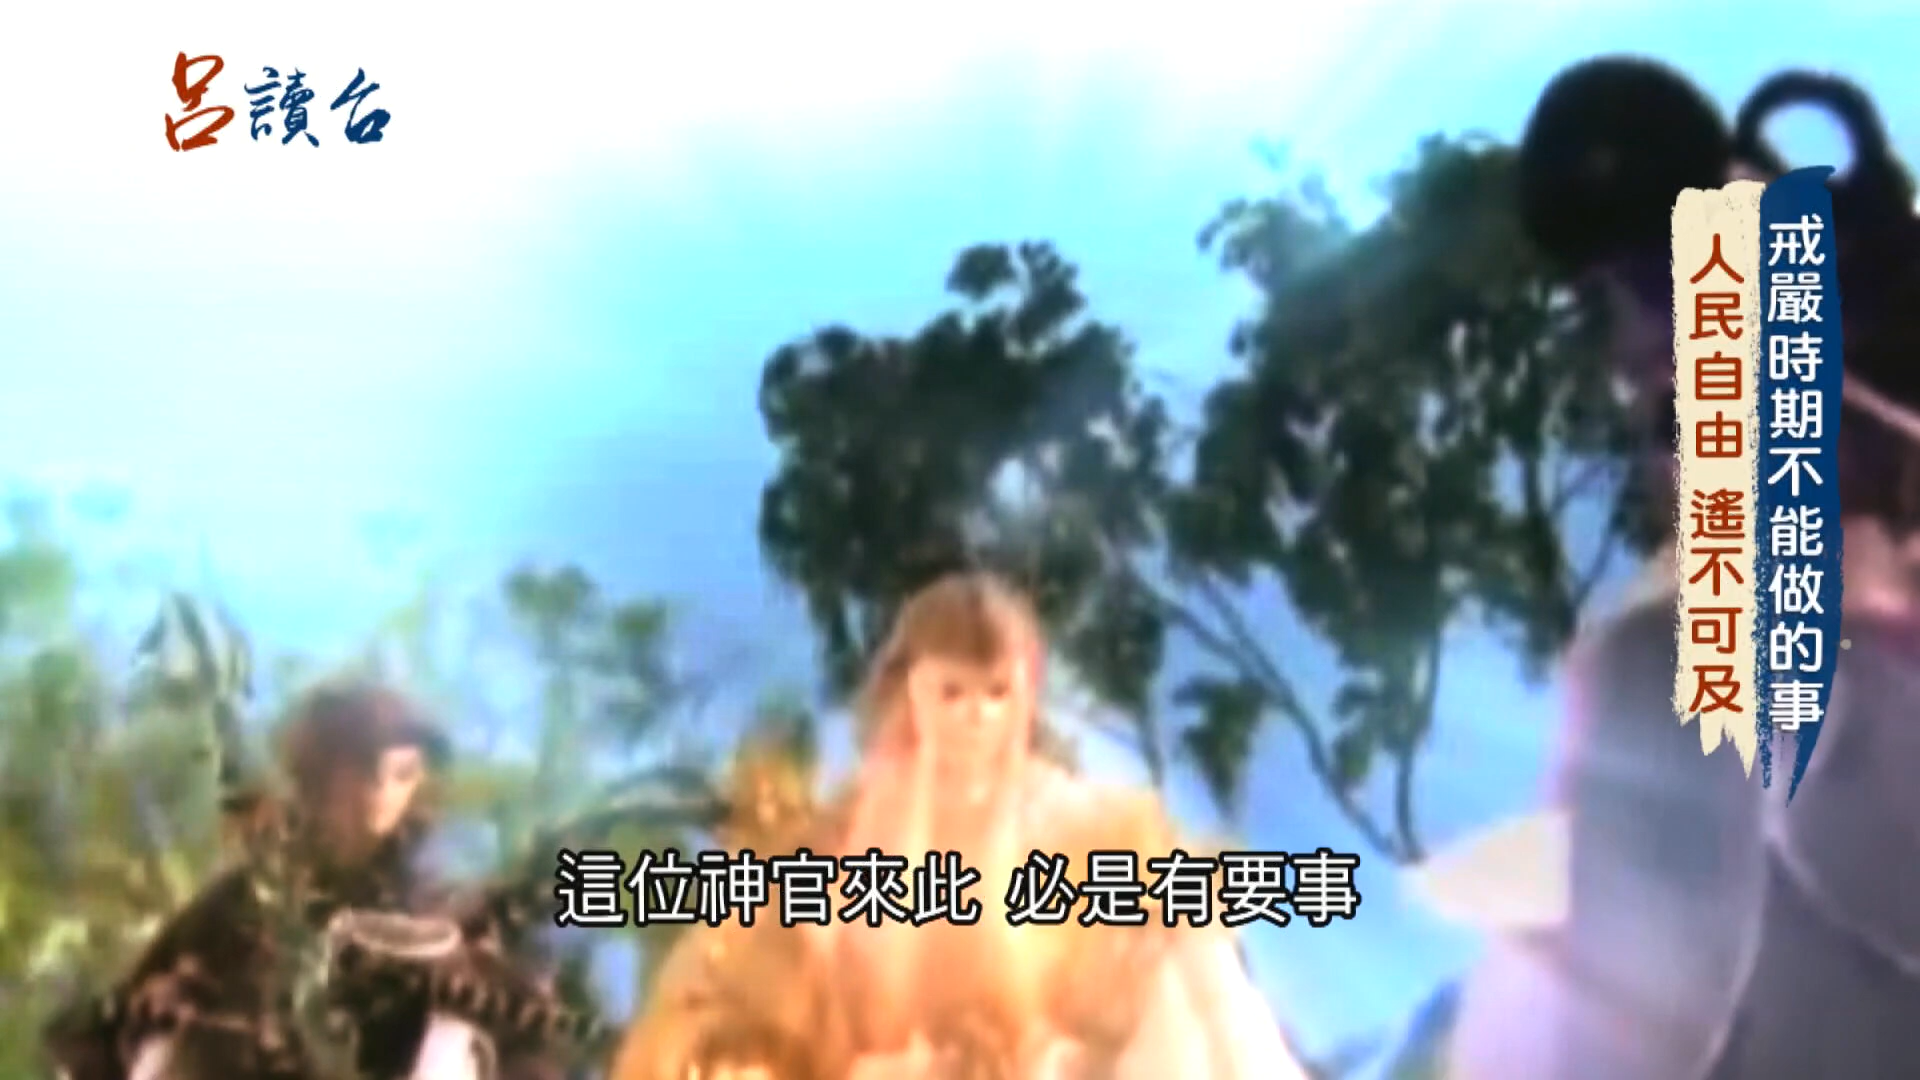 呂讀台
戒嚴時期不能做的事
人民自由 遙不可及
這位神官來此 必是有要事